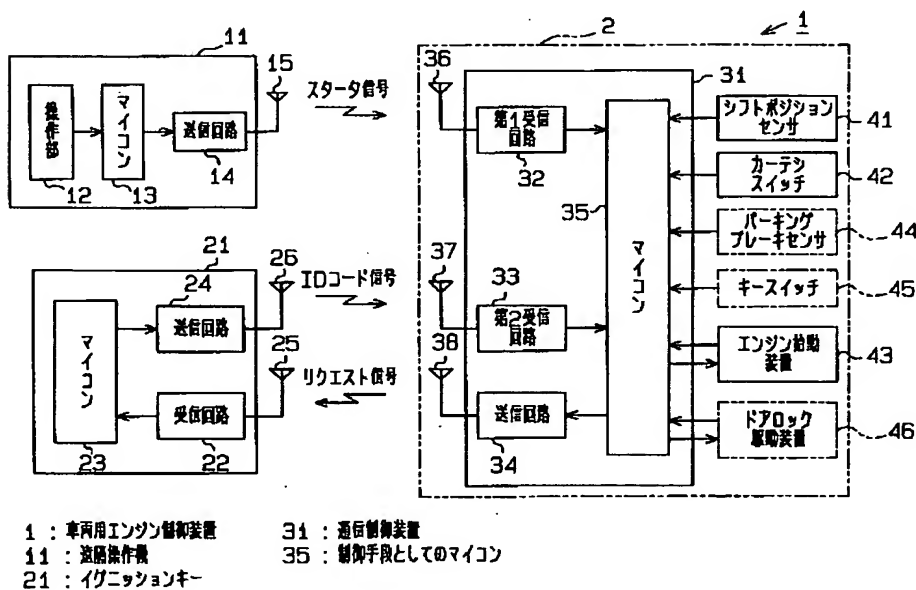 11
15
スタータ信号
操作部
マイコン
送信回路
12
13
14
21
26
IDコード信号
24
送信回路
25
リクエスト信号
マイコン
受信回路
23
22
1
2
36
31
第1受信回路
32
35
マイコン
37
33
第2受信回路
38
送信回路
34
シフトポジション
センサ
41
カーテシ
スイッチ
42
パーキング
ブレーキセンサ
44
キースイッチ
45
エンジン始動
装置
43
ドアロック
駆動装置
46
1 : 車両用エンジン制御装置
11 : 遠隔操作機
21 : イグニッションキー
31 : 通信制御装置
35 : 制御手段としてのマイコン